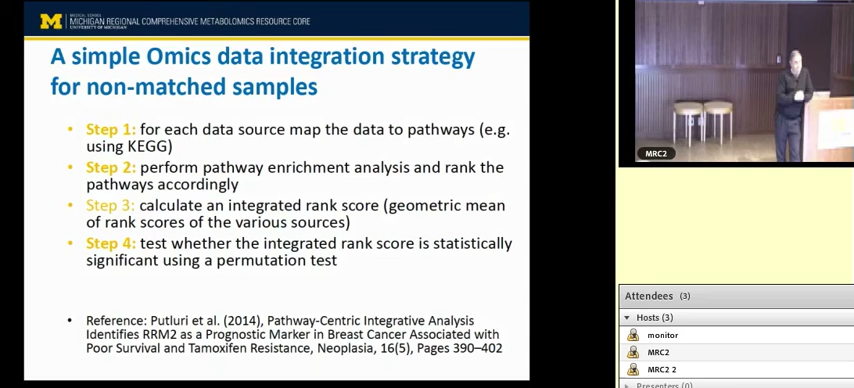 MEDICAL SCHOOL
MICHIGAN REGIONAL COMPREHENSIVE METABOLOMICS RESOURCE CORE
UNIVERSITY OF MICHIGAN
A simple Omics data integration strategy
for non-matched samples
• Step 1: for each data source map the data to pathways (e.g.
using KEGG)
• Step 2: perform pathway enrichment analysis and rank the
pathways accordingly
• Step 3: calculate an integrated rank score (geometric mean
of rank scores of the various sources)
• Step 4: test whether the integrated rank score is statistically
significant using a permutation test
• Reference: Putluri et al. (2014), Pathway-Centric Integrative Analysis
Identifies RRM2 as a Prognostic Marker in Breast Cancer Associated with
Poor Survival and Tamoxifen Resistance, Neoplasia, 16(5), Pages 390–402
MRC2
Attendees (3)
Hosts (3)
monitor
MRC2
MRC2 2
Presenters (0)